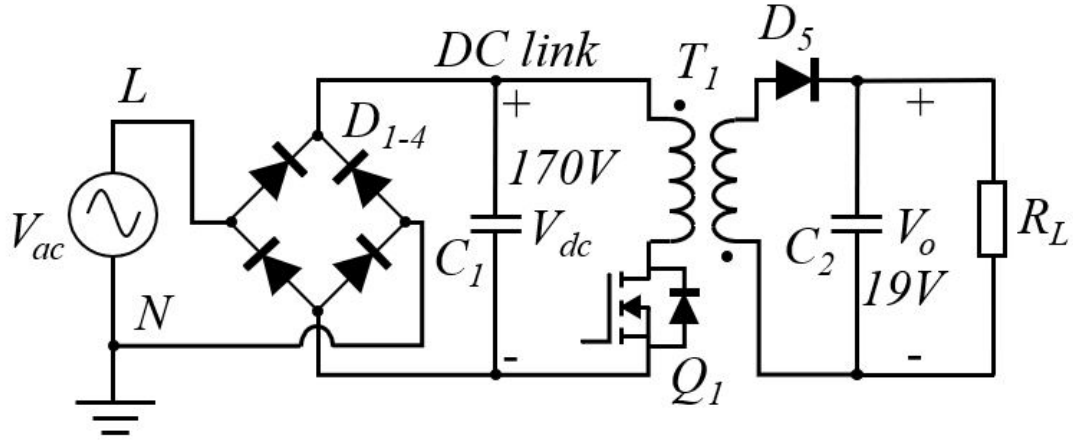 D5
DC link
T1
L
+
+
D1-4
170V
Vac
C1
Vdc
C2
Vo
RL
19V
N
-
-
Q1